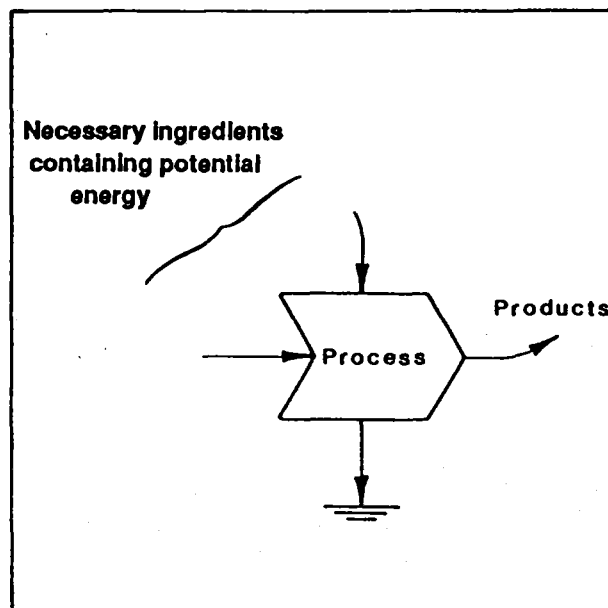 Necessary ingredients
containing potential
energy
Products
Process